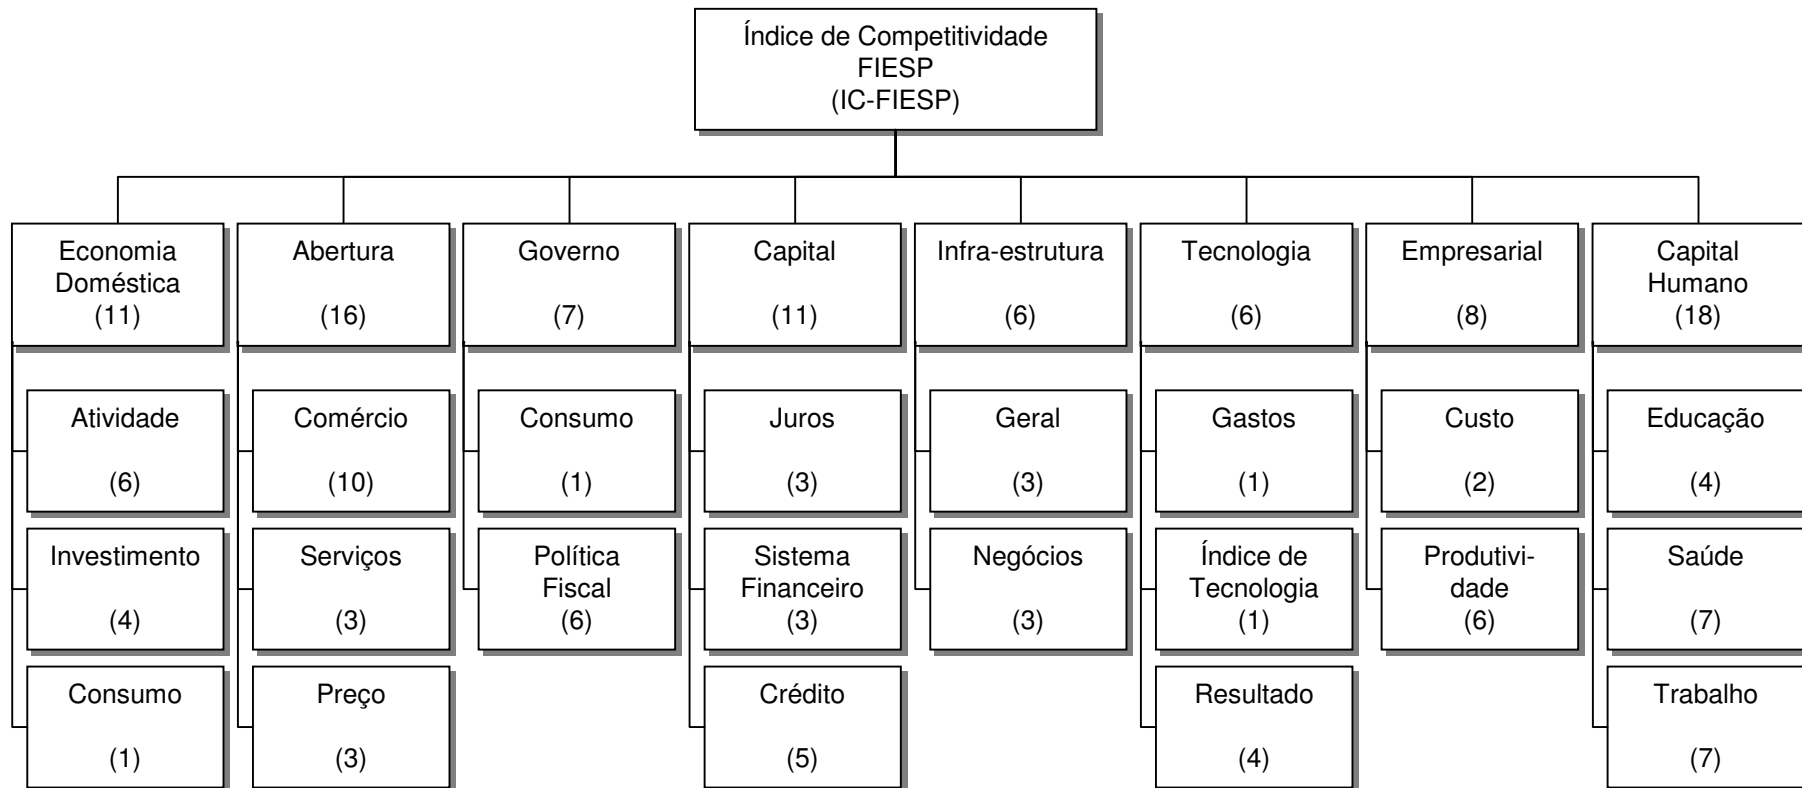 Índice de Competitividade
FIESP
(IC-FIESP)
Economia
Doméstica
(11)
Abertura
(16)
Governo
(7)
Capital
(11)
Infra-estrutura
(6)
Tecnologia
(6)
Empresarial
(8)
Capital
Humano
(18)
Atividade
(6)
Comércio
(10)
Consumo
(1)
Juros
(3)
Geral
(3)
Gastos
(1)
Custo
(2)
Educação
(4)
Investimento
(4)
Serviços
(3)
Política
Fiscal
(6)
Sistema
Financeiro
(3)
Negócios
(3)
Índice de
Tecnologia
(1)
Produtivi-
dade
(6)
Saúde
(7)
Consumo
(1)
Preço
(3)
Crédito
(5)
Resultado
(4)
Trabalho
(7)